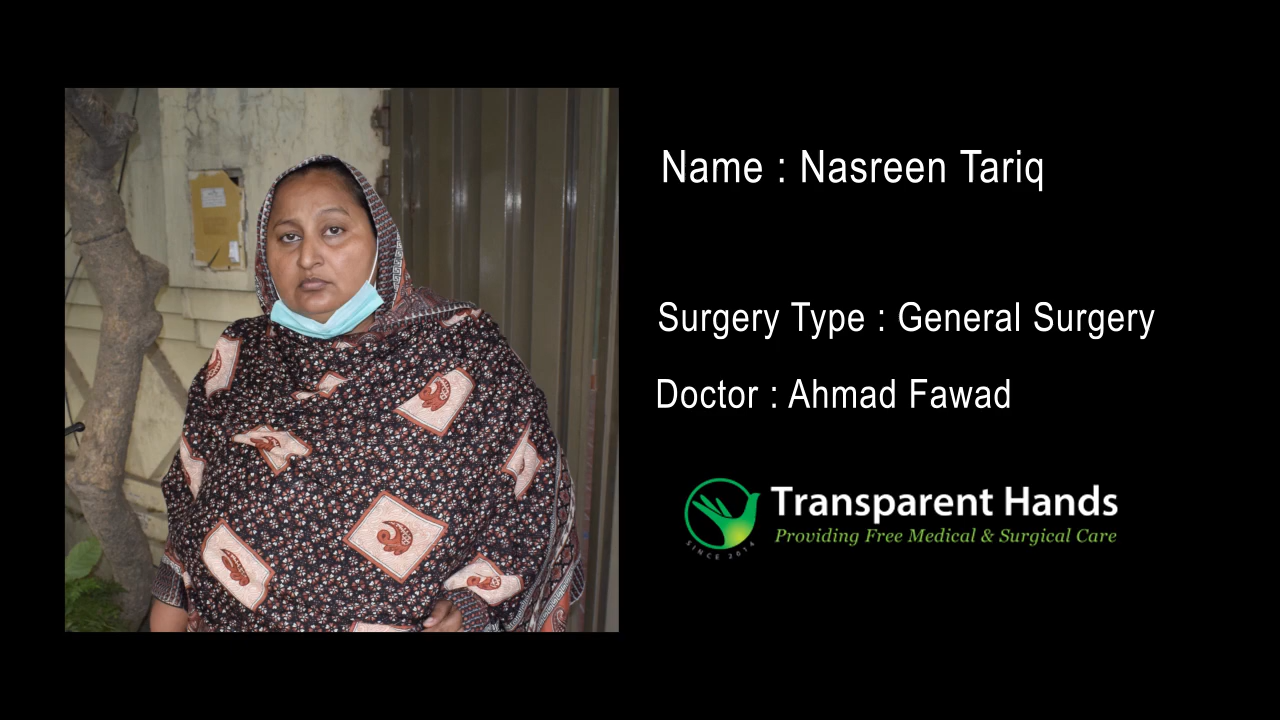 Name : Nasreen Tariq
Surgery Type : General Surgery
Doctor : Ahmad Fawad
Transparent Hands
Providing Free Medical & Surgical Care
SINCE 2014